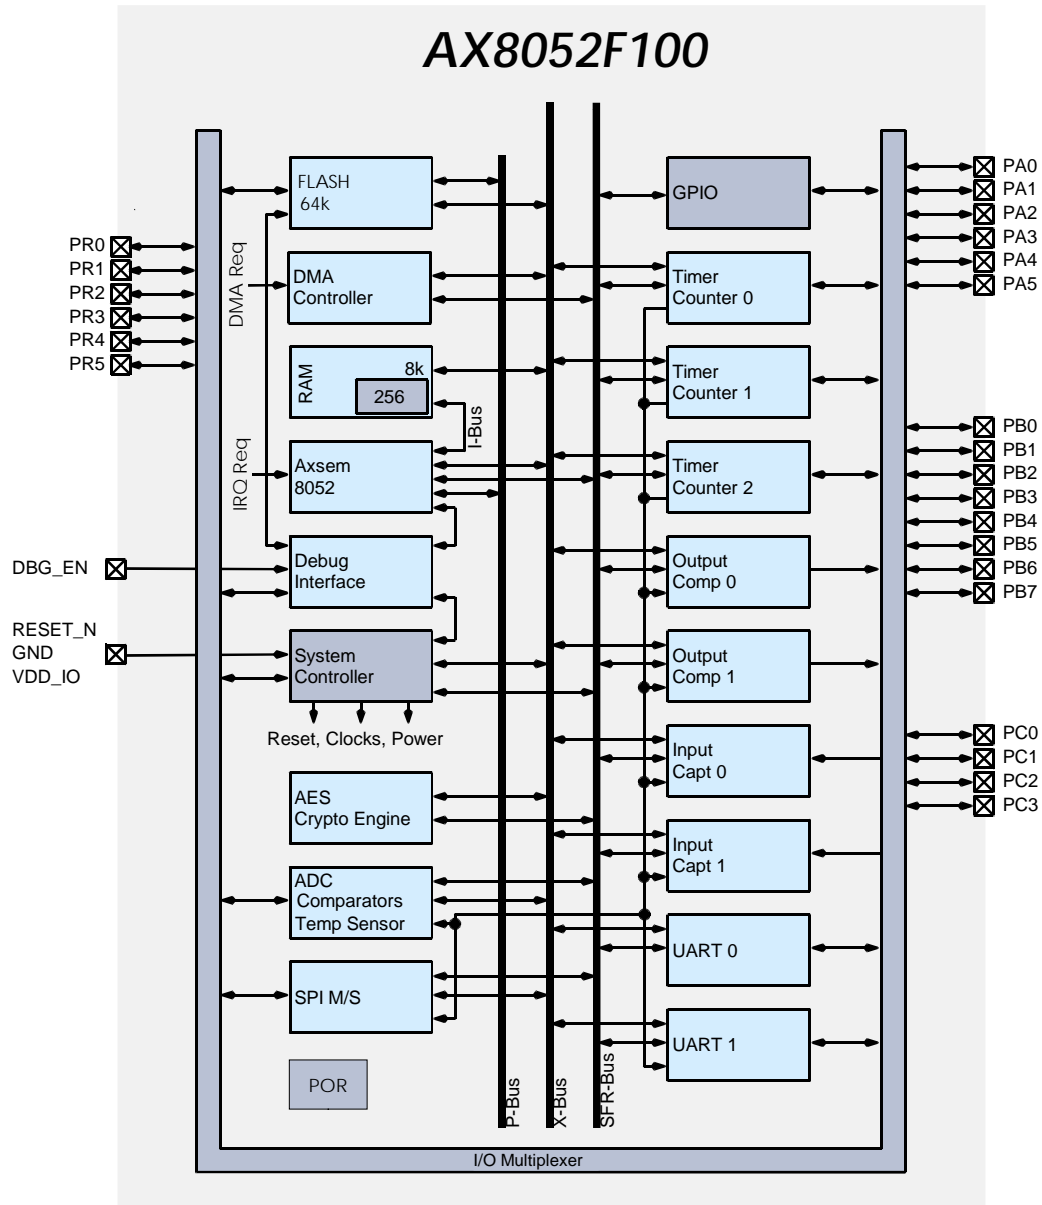 AX8052F100
FLASH
64k
DMA Req
DMA
Controller
RAM
8k
256
I-Bus
IRQ Req
Axsem
8052
Debug
Interface
System
Controller
Reset, Clocks, Power
AES
Crypto Engine
ADC
Comparators
Temp Sensor
SPI M/S
POR
P-Bus
X-Bus
SFR-Bus
GPIO
Timer
Counter 0
Timer
Counter 1
Timer
Counter 2
Output
Comp 0
Output
Comp 1
Input
Capt 0
Input
Capt 1
UART 0
UART 1
I/O Multiplexer
PR0
PR1
PR2
PR3
PR4
PR5
DBG_EN
RESET_N
GND
VDD_IO
PA0
PA1
PA2
PA3
PA4
PA5
PB0
PB1
PB2
PB3
PB4
PB5
PB6
PB7
PC0
PC1
PC2
PC3